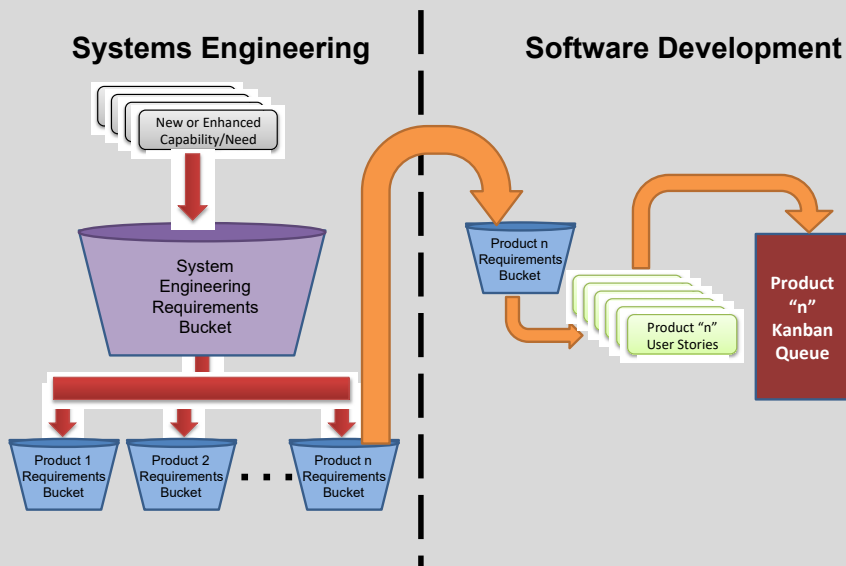 Systems Engineering
Software Development
New or Enhanced
Capability/Need
System
Engineering
Requirements
Bucket
Product 1
Requirements
Bucket
Product 2
Requirements
Bucket
. . .
Product n
Requirements
Bucket
Product n
Requirements
Bucket
Product “n”
User Stories
Product
“n”
Kanban
Queue